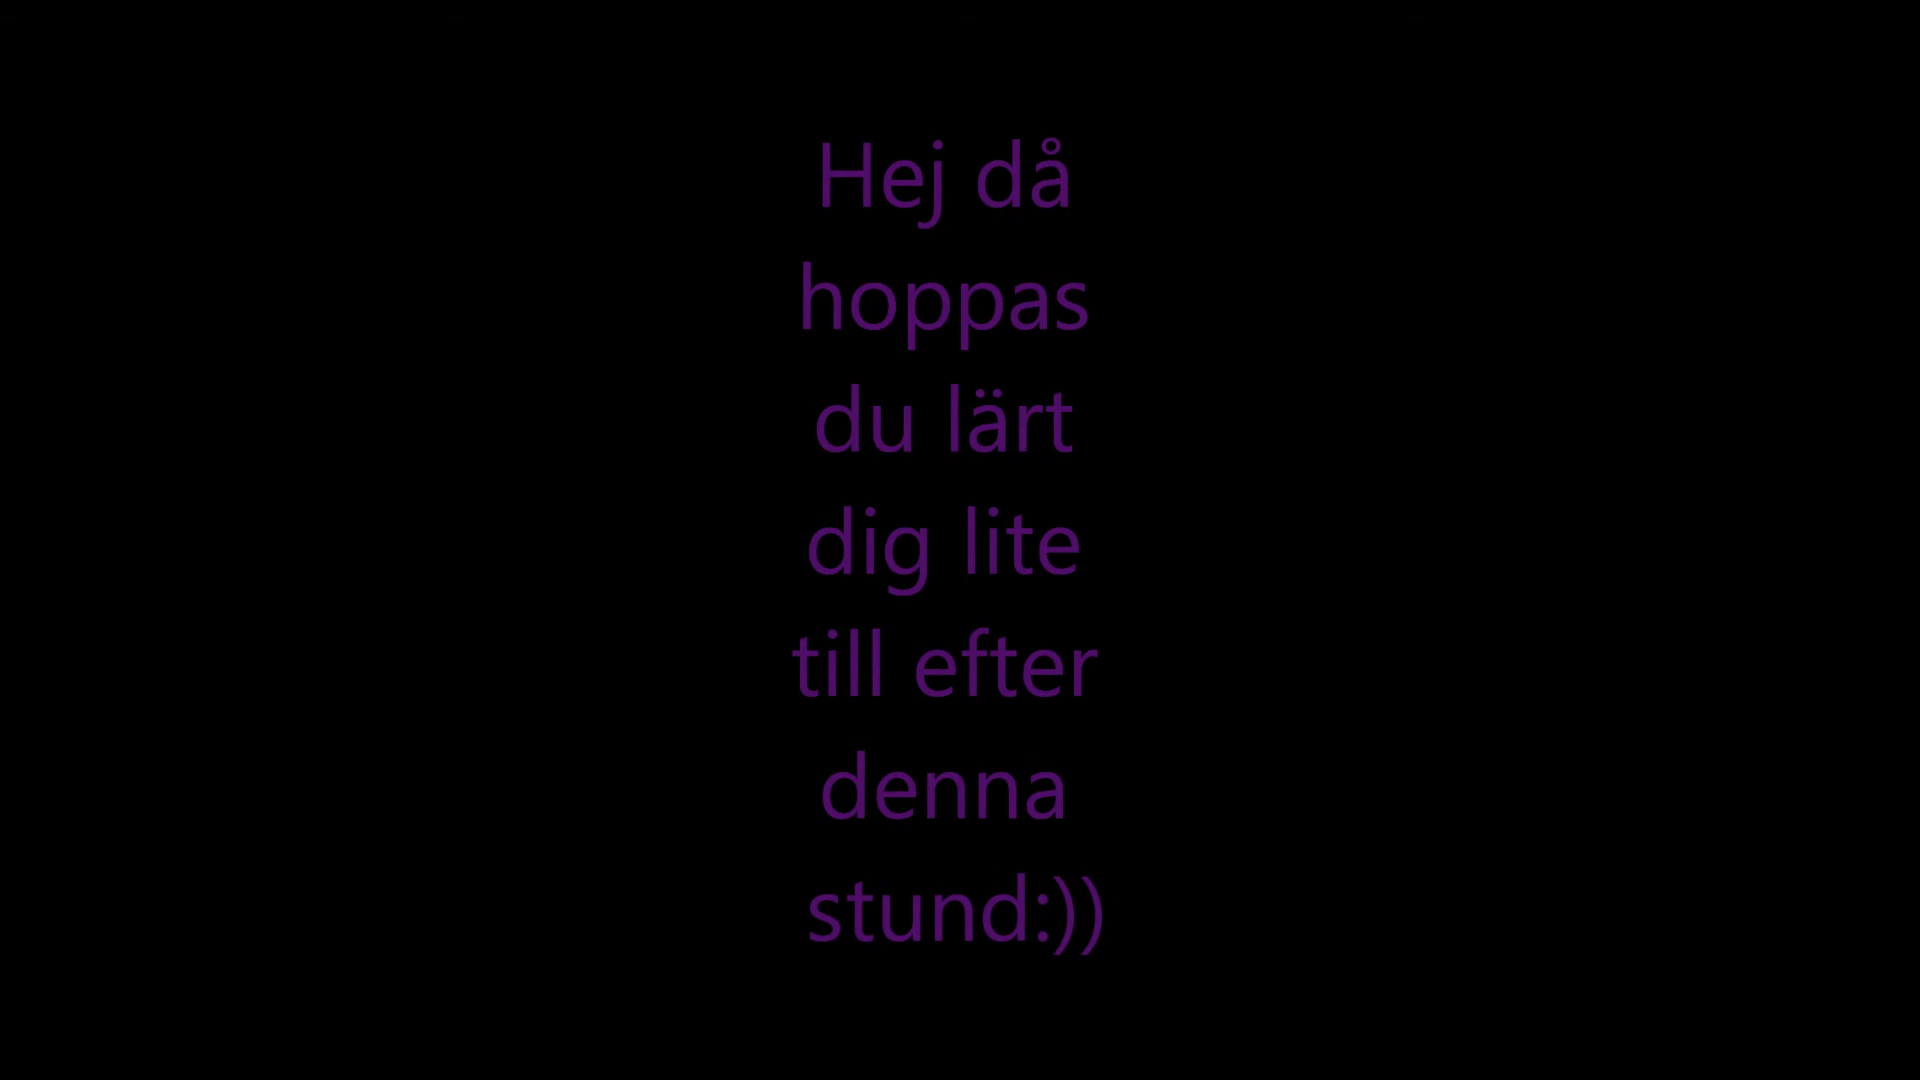 Hej då
hoppas
du lärt
dig lite
till efter
denna
stund:))